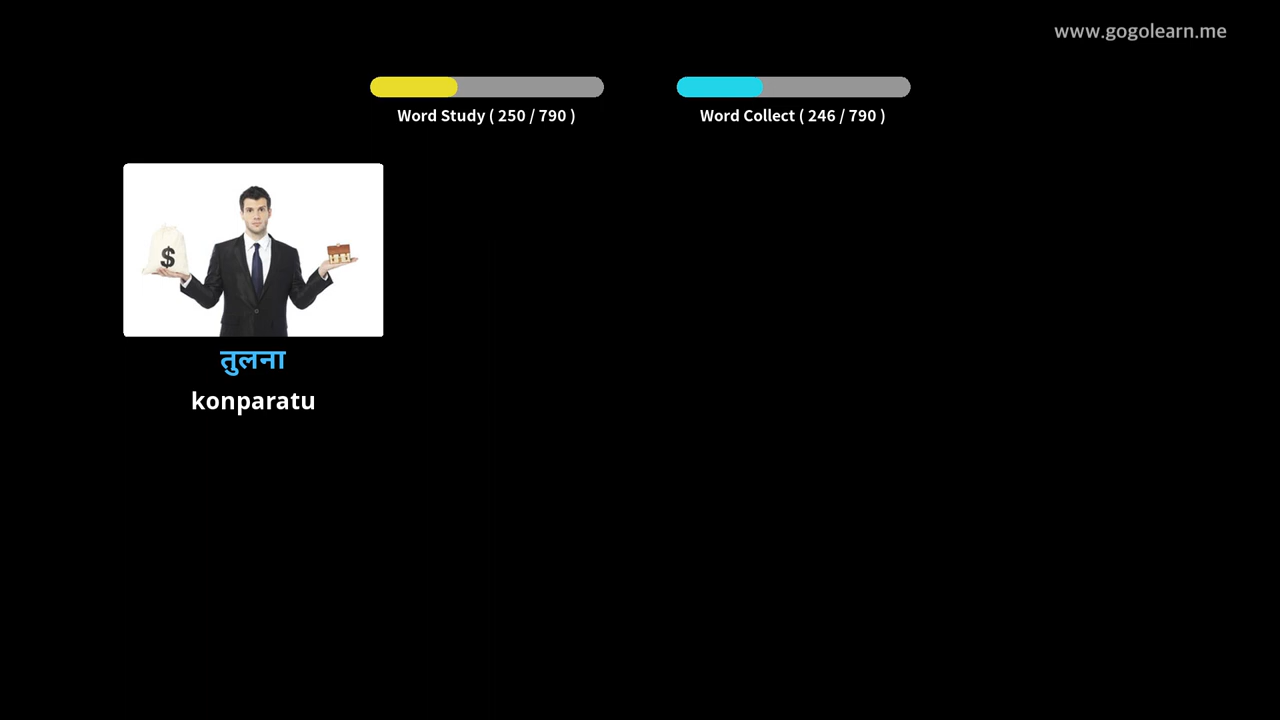 www.gogolearn.me
Word Study ( 250 / 790 )
Word Collect ( 246 / 790 )
$
तुलना
konparatu